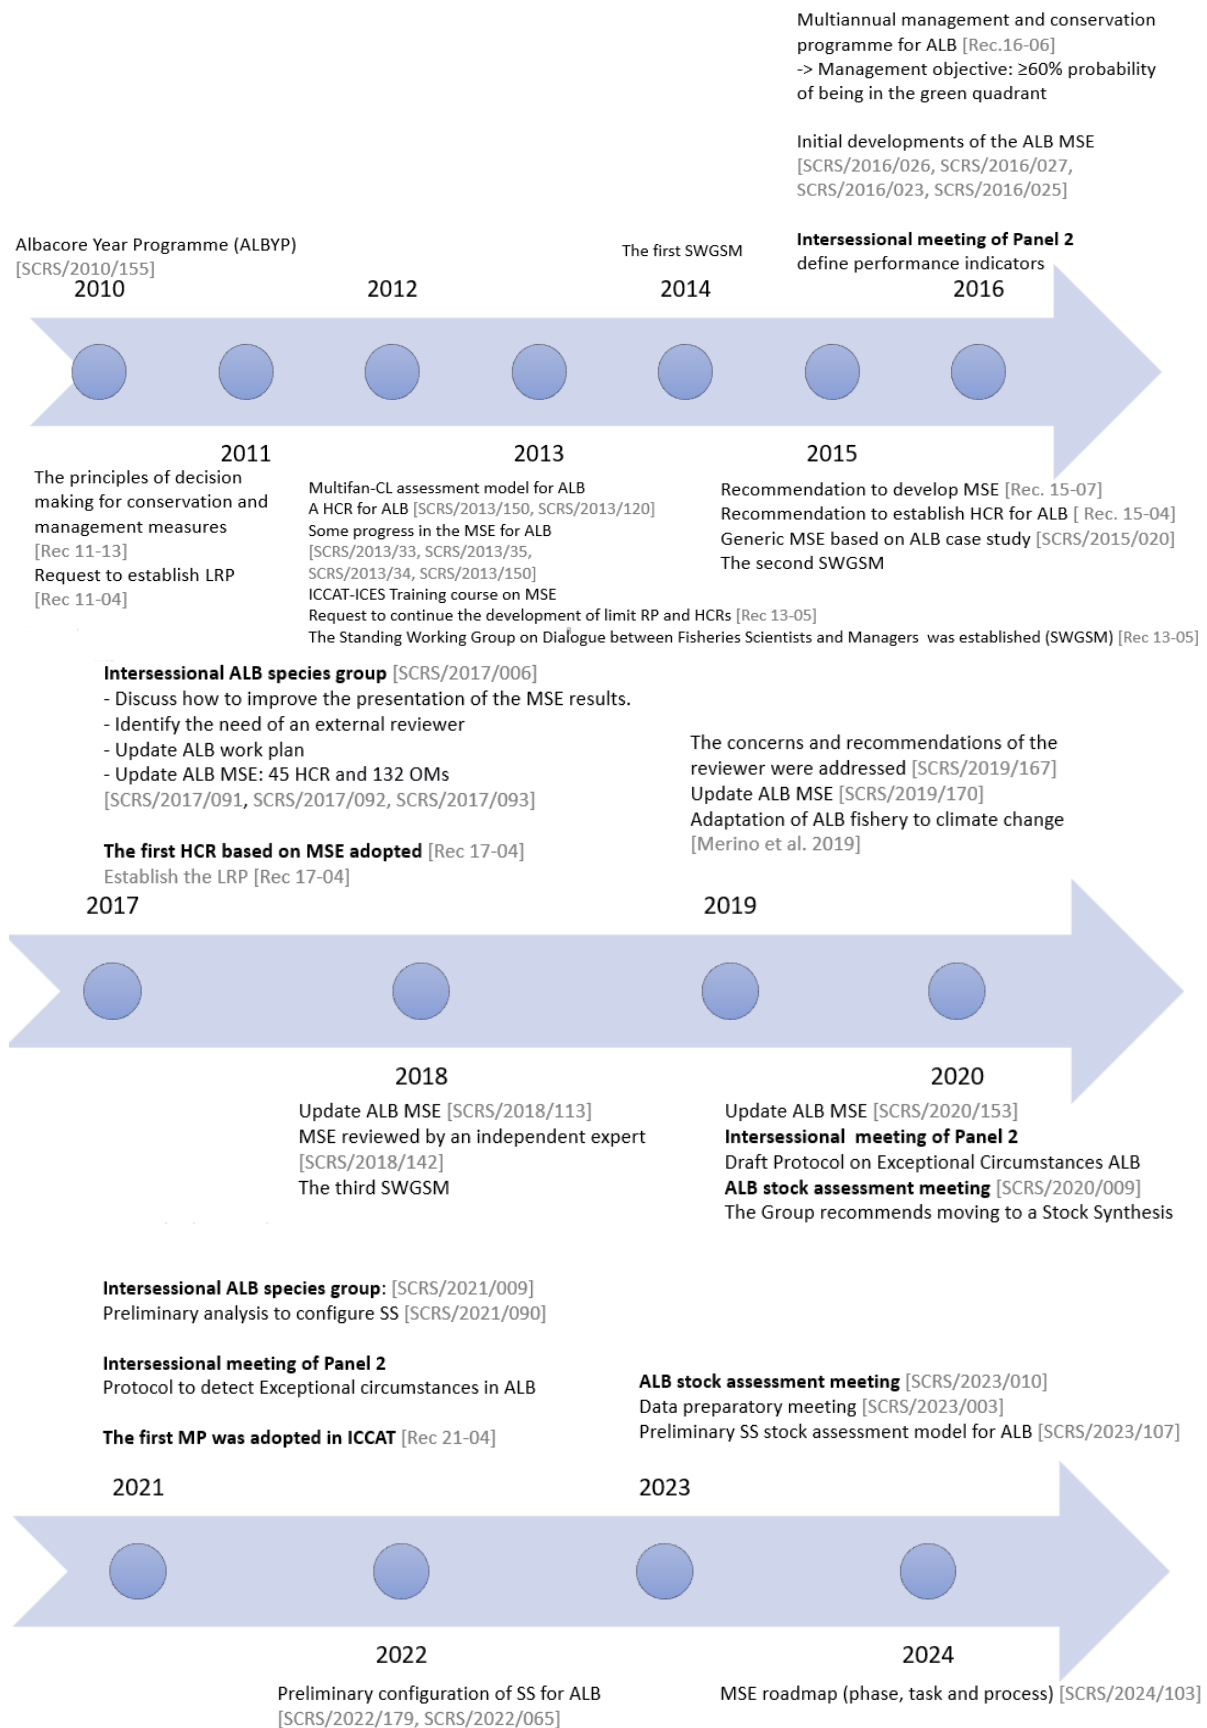 Multiannual management and conservation
programme for ALB [Rec.16-06]
-> Management objective: ≥60% probability
of being in the green quadrant
Initial developments of the ALB MSE
[SCRS/2016/026, SCRS/2016/027,
SCRS/2016/023, SCRS/2016/025]
Intersessional meeting of Panel 2
define performance indicators
Albacore Year Programme (ALBYP)
[SCRS/2010/155]
The first SWGSM
2010
2012
2014
2016
2011
2013
2015
The principles of decision
making for conservation and
management measures
[Rec 11-13]
Request to establish LRP
[Rec 11-04]
Multifan-CL assessment model for ALB
A HCR for ALB [SCRS/2013/150, SCRS/2013/120]
Some progress in the MSE for ALB
[SCRS/2013/33, SCRS/2013/35,
SCRS/2013/34, SCRS/2013/150]
ICCAT-ICES Training course on MSE
Request to continue the development of limit RP and HCRs [Rec 13-05]
The Standing Working Group on Dialogue between Fisheries Scientists and Managers was established (SWGSM) [Rec 13-05]
Recommendation to develop MSE [Rec. 15-07]
Recommendation to establish HCR for ALB [ Rec. 15-04]
Generic MSE based on ALB case study [SCRS/2015/020]
The second SWGSM
Intersessional ALB species group [SCRS/2017/006]
- Discuss how to improve the presentation of the MSE results.
- Identify the need of an external reviewer
- Update ALB work plan
- Update ALB MSE: 45 HCR and 132 OMs
[SCRS/2017/091, SCRS/2017/092, SCRS/2017/093]
The first HCR based on MSE adopted [Rec 17-04]
Establish the LRP [Rec 17-04]
The concerns and recommendations of the
reviewer were addressed [SCRS/2019/167]
Update ALB MSE [SCRS/2019/170]
Adaptation of ALB fishery to climate change
[Merino et al. 2019]
2017
2019
2018
2020
Update ALB MSE [SCRS/2018/113]
MSE reviewed by an independent expert
[SCRS/2018/142]
The third SWGSM
Update ALB MSE [SCRS/2020/153]
Intersessional meeting of Panel 2
Draft Protocol on Exceptional Circumstances ALB
ALB stock assessment meeting [SCRS/2020/009]
The Group recommends moving to a Stock Synthesis
Intersessional ALB species group: [SCRS/2021/009]
Preliminary analysis to configure SS [SCRS/2021/090]
Intersessional meeting of Panel 2
Protocol to detect Exceptional circumstances in ALB
The first MP was adopted in ICCAT [Rec 21-04]
ALB stock assessment meeting [SCRS/2023/010]
Data preparatory meeting [SCRS/2023/003]
Preliminary SS stock assessment model for ALB [SCRS/2023/107]
2021
2023
2022
2024
Preliminary configuration of SS for ALB
[SCRS/2022/179, SCRS/2022/065]
MSE roadmap (phase, task and process) [SCRS/2024/103]